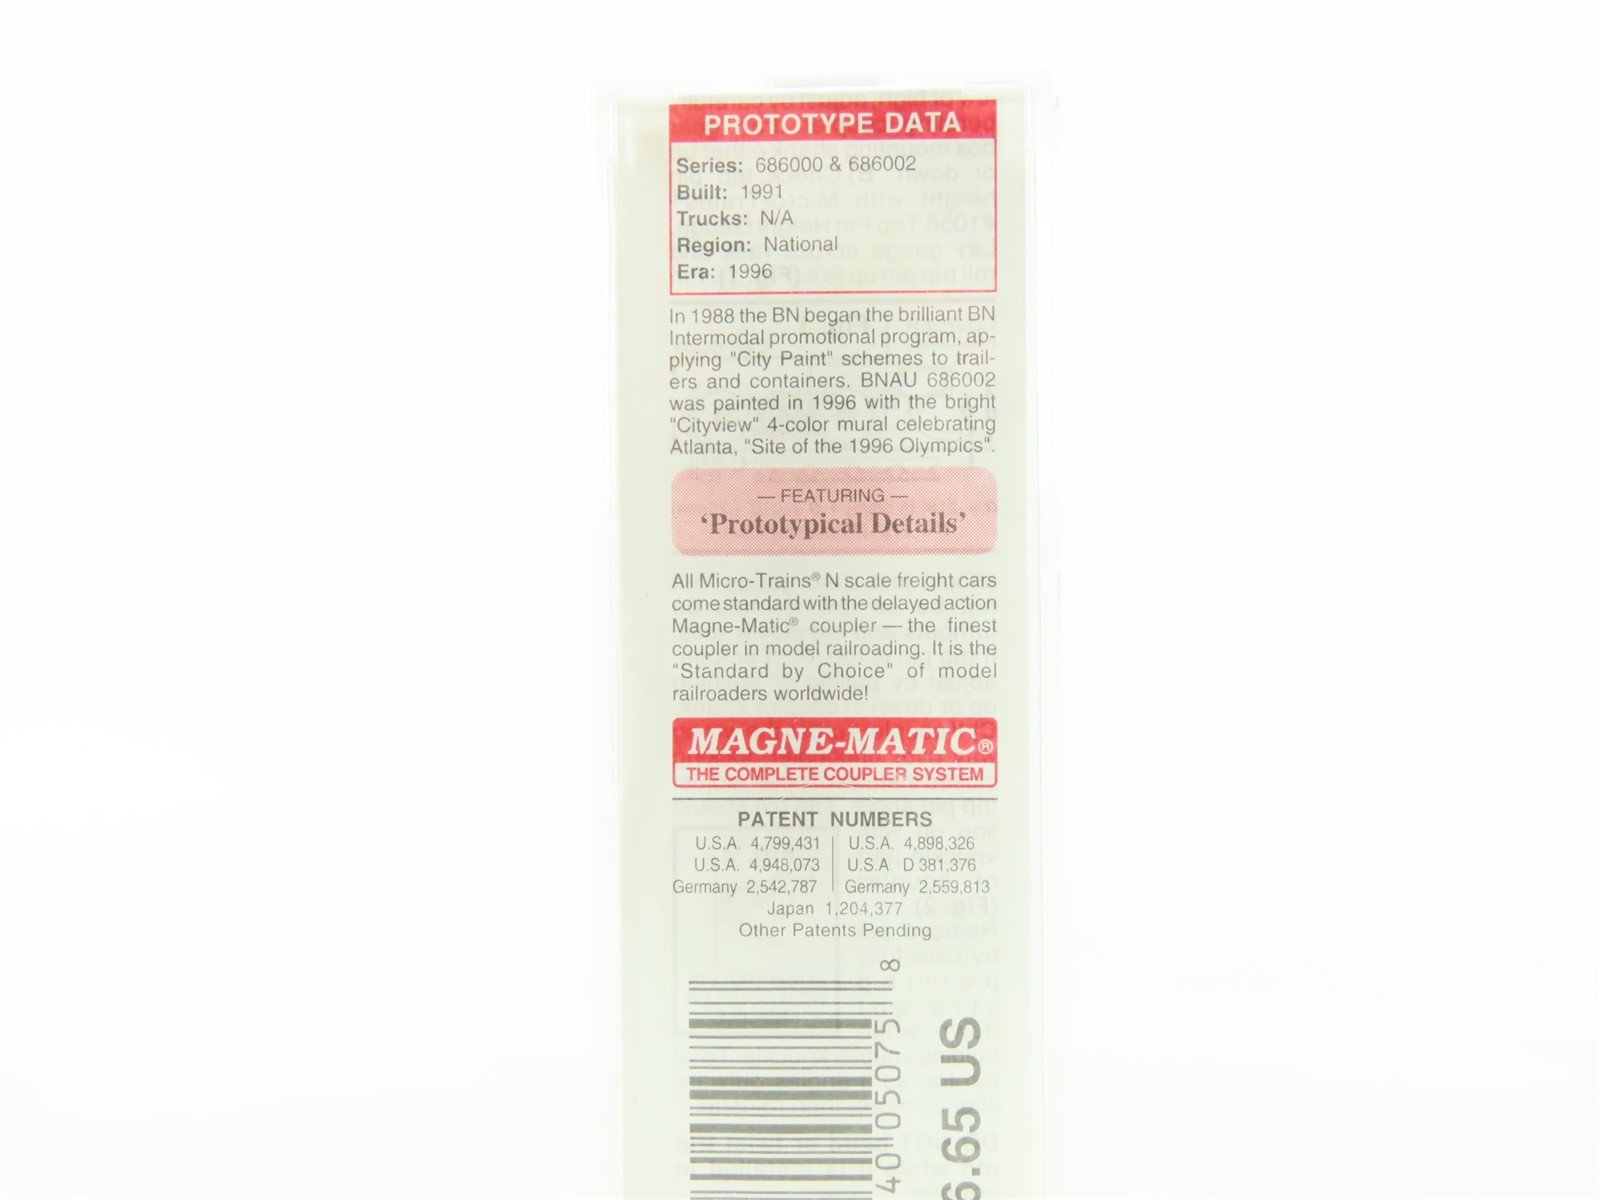 PROTOTYPE DATA
Series: 686000 & 686002
Built: 1991
Trucks: N/A
Region: National
Era: 1996
In 1988 the BN began the brilliant BN
Intermodal promotional program, ap-
plying "City Paint" schemes to trail-
ers and containers. BNAU 686002
was painted in 1996 with the bright
"Cityview" 4-color mural celebrating
Atlanta, "Site of the 1996 Olympics".
— FEATURING —
‘Prototypical Details’
All Micro-Trains® N scale freight cars
come standard with the delayed action
Magne-Matic® coupler — the finest
coupler in model railroading. It is the
"Standard by Choice" of model
railroaders worldwide!
MAGNE-MATIC®
THE COMPLETE COUPLER SYSTEM
PATENT NUMBERS
U.S.A. 4,799,431 U.S.A. 4,898,326
U.S.A. 4,948,073 U.S.A. D 381,376
Germany 2,542,787 Germany 2,559,813
Japan 1,204,377
Other Patents Pending
4005075 8
6.65 US